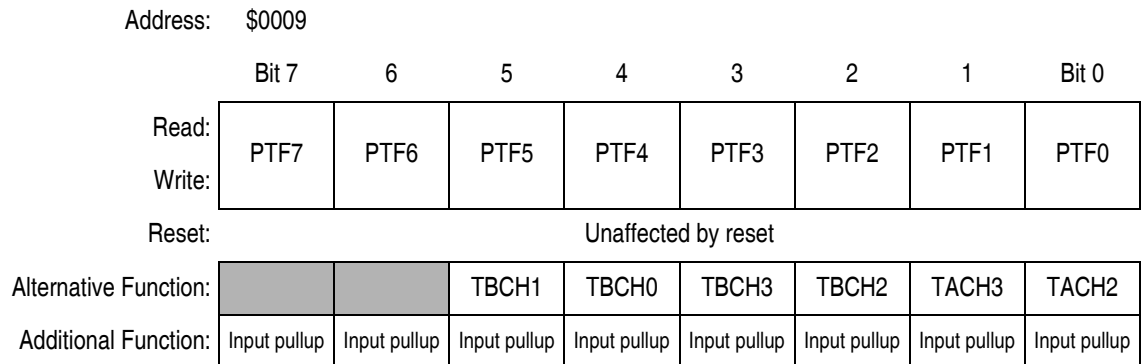 Address: $0009
Bit 7 6 5 4 3 2 1 Bit 0
Read:
PTF7 PTF6 PTF5 PTF4 PTF3 PTF2 PTF1 PTF0
Write:
Reset: Unaffected by reset
Alternative Function: TBCH1 TBCH0 TBCH3 TBCH2 TACH3 TACH2
Additional Function: Input pullup Input pullup Input pullup Input pullup Input pullup Input pullup Input pullup Input pullup